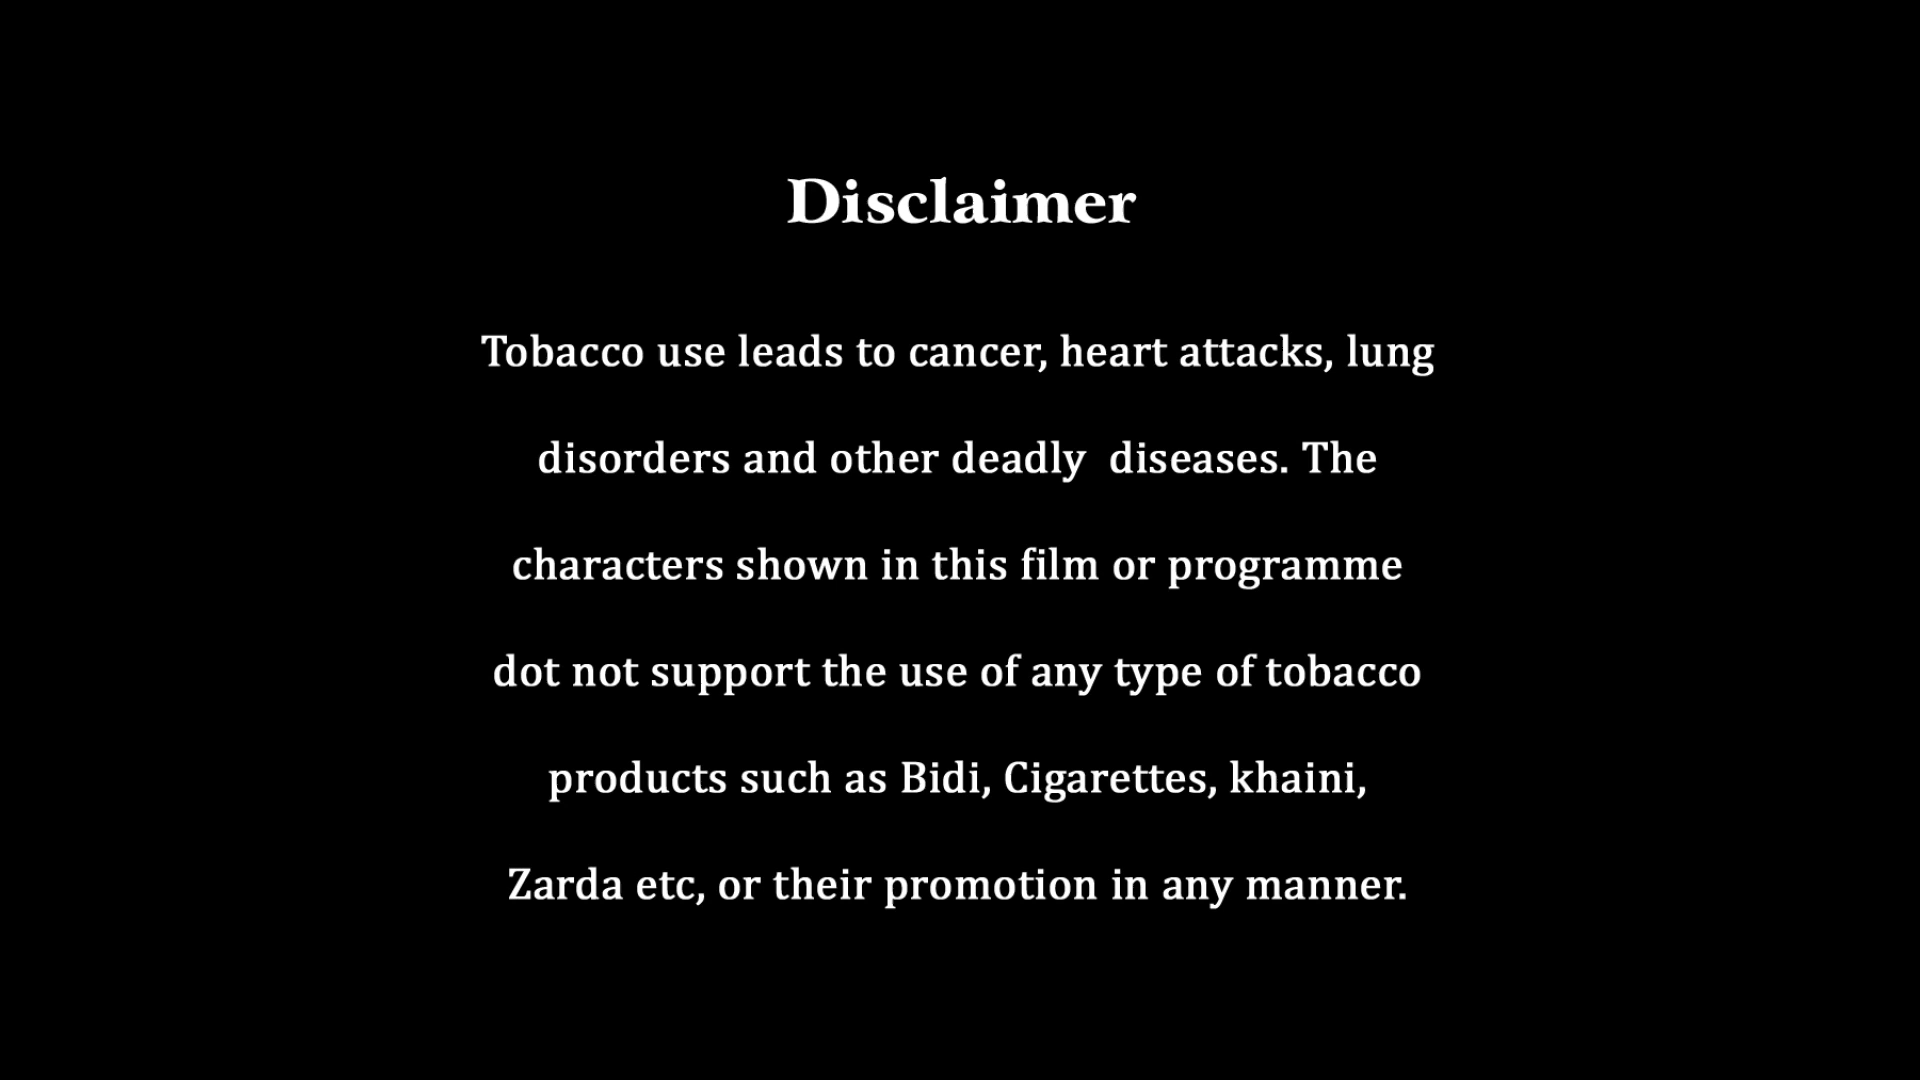 Disclaimer
Tobacco use leads to cancer, heart attacks, lung
disorders and other deadly  diseases. The
characters shown in this film or programme
dot not support the use of any type of tobacco
products such as Bidi, Cigarettes, khaini,
Zarda etc, or their promotion in any manner.